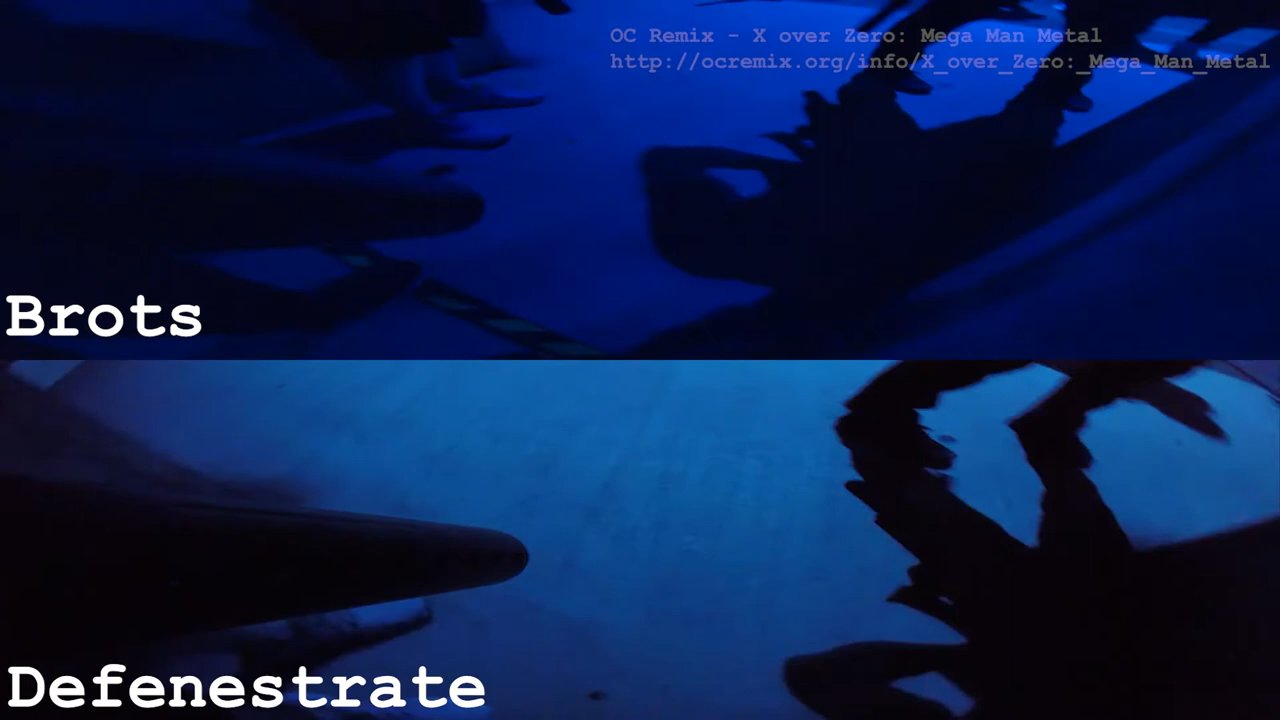 OC Remix - X over Zero: Mega Man Metal
http://ocremix.org/info/X_over_Zero:_Mega_Man_Metal
Brots
Defenestrate